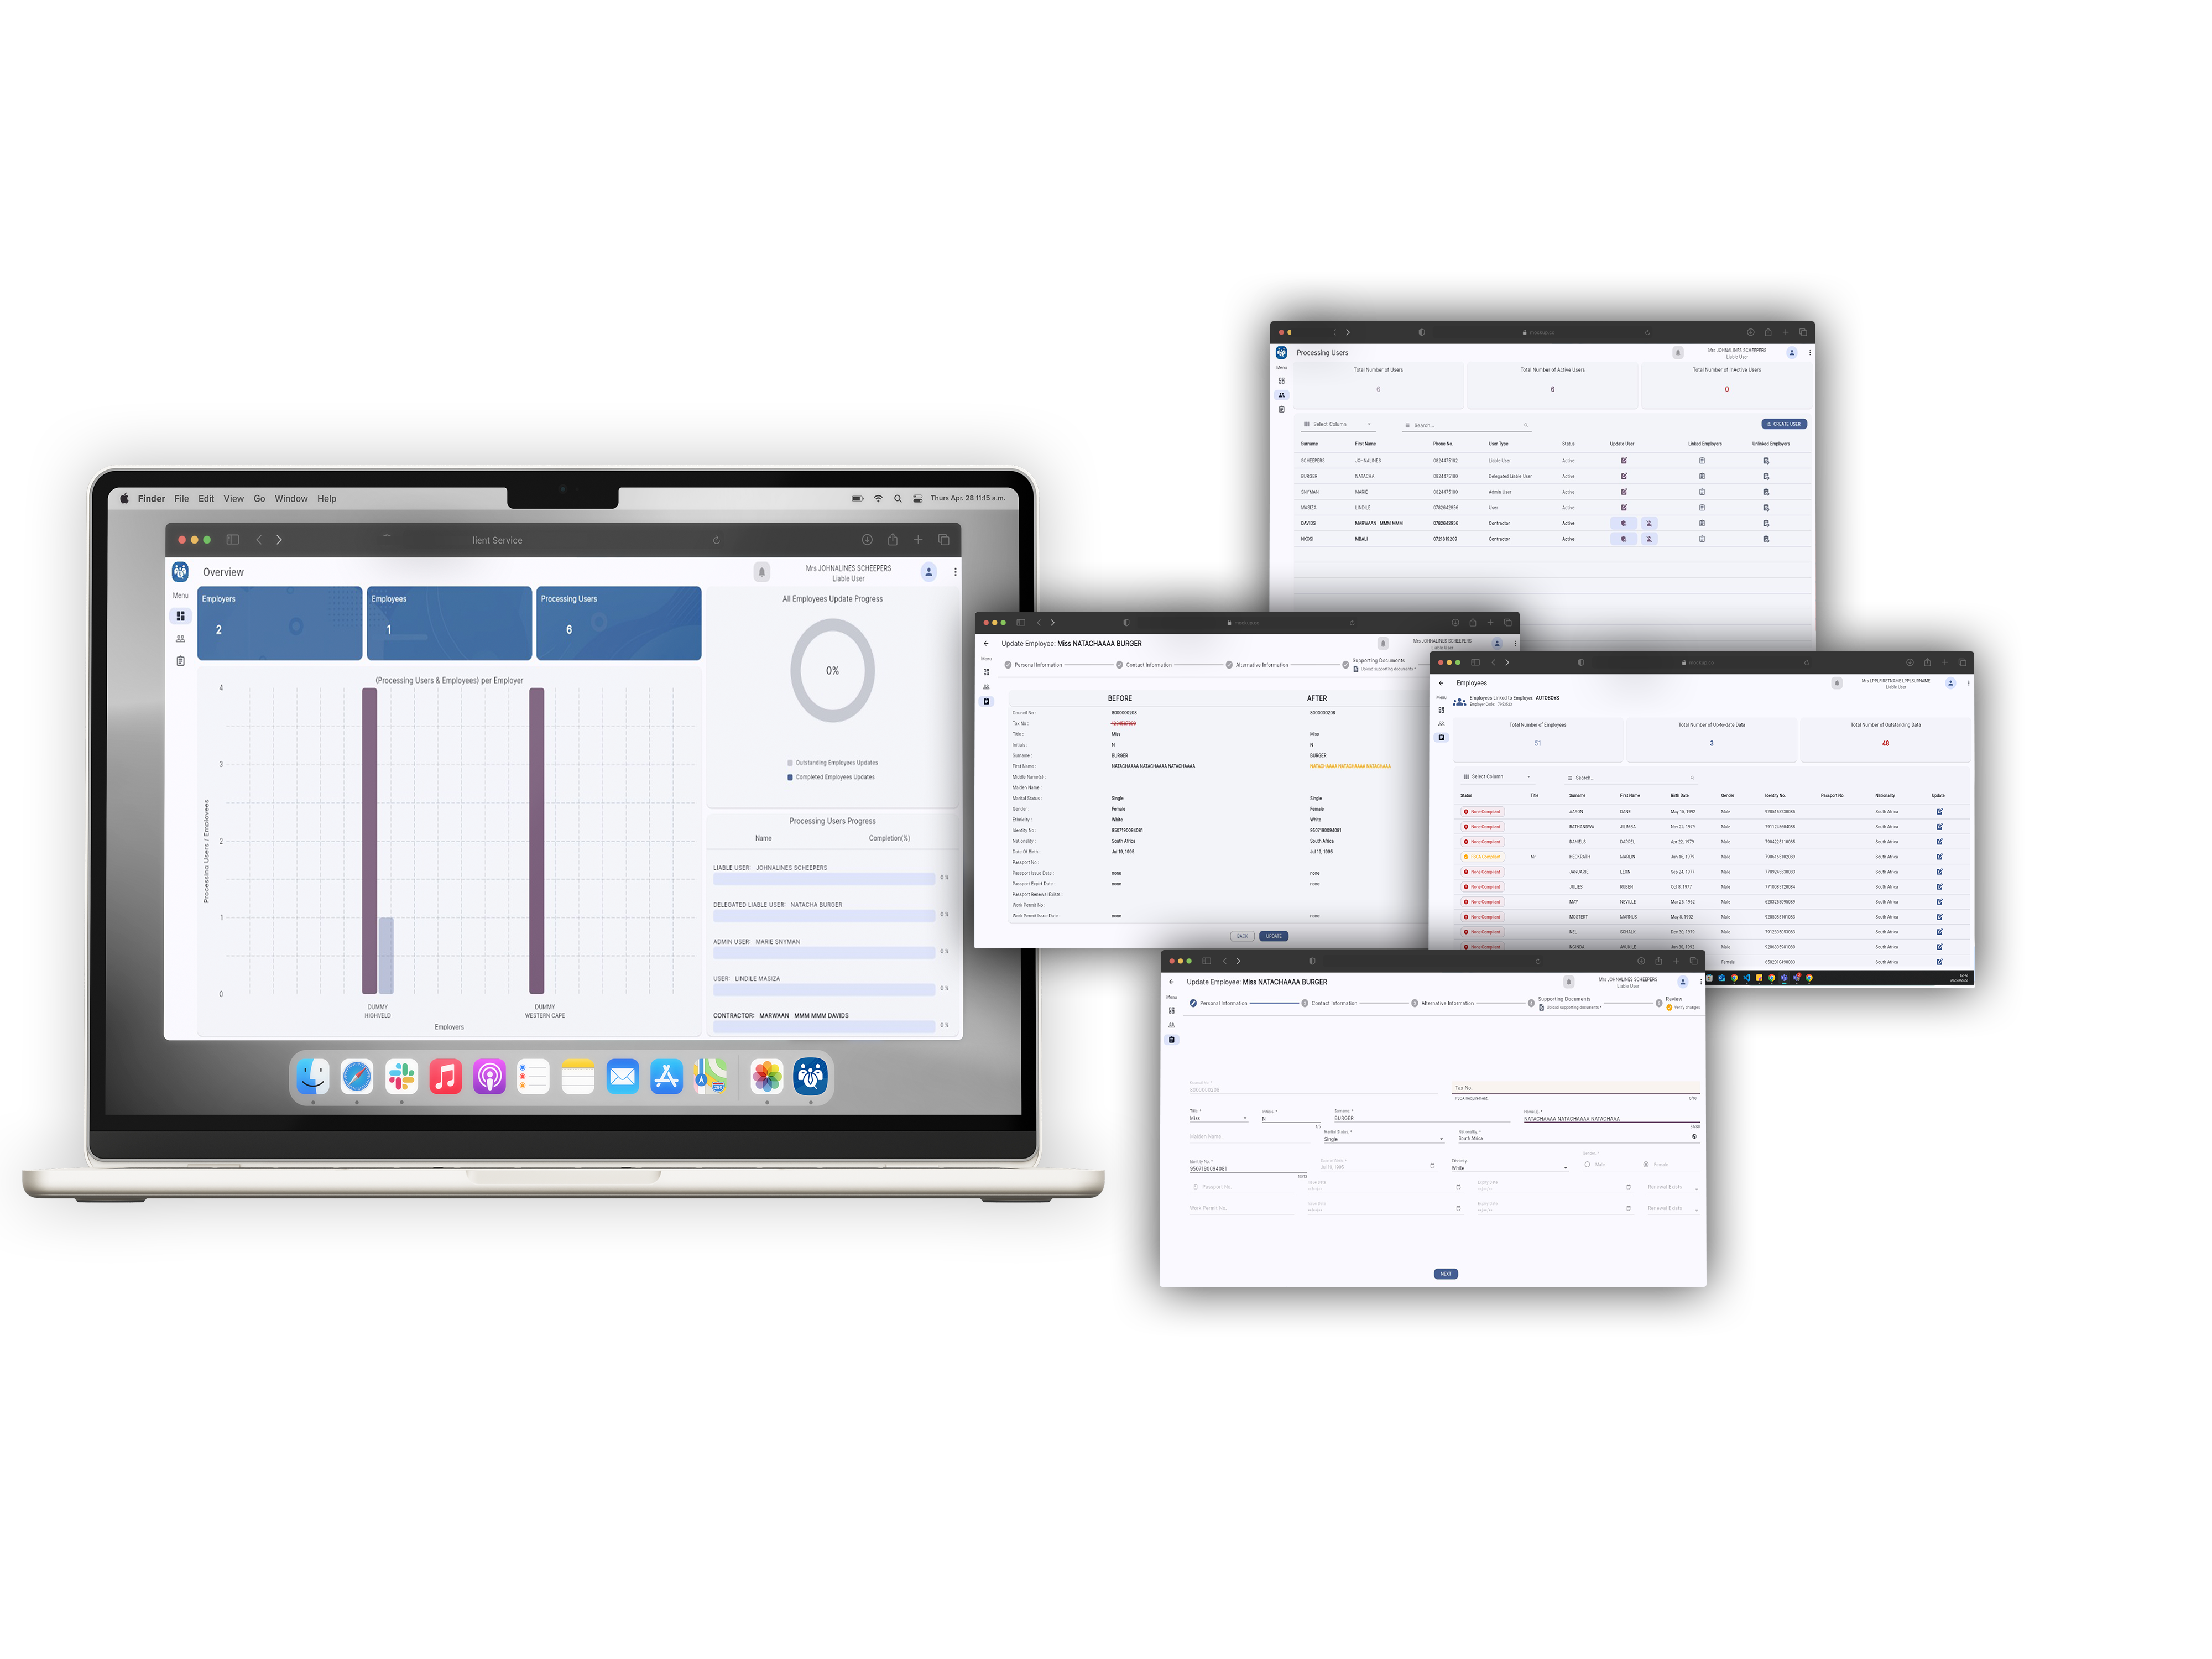 Finder File Edit View Go Window Help
Thurs Apr. 28 11:15 a.m.
lient Service
Overview
Mrs JOHNALINES SCHEEPERS
Liable User
Menu
Employers
2
Employees
1
Processing Users
6
(Processing Users & Employees) per Employer
4
3
2
1
0
Processing Users / Employees
DUMMY
HIGHVELD
DUMMY
WESTERN CAPE
Employers
All Employees Update Progress
0%
Outstanding Employees Updates
Completed Employees Updates
Processing Users Progress
Name Completion(%)
LIABLE USER: JOHNALINES SCHEEPERS
0 %
DELEGATED LIABLE USER: NATACHA BURGER
0 %
ADMIN USER: MARIE SNYMAN
0 %
USER: LINDILE MASIZA
0 %
CONTRACTOR: MARWAAN MMM MMM DAVIDS
0 %
Processing Users
Mrs JOHNALINES SCHEEPERS
Liable User
Menu
Total Number of Users
6
Total Number of Active Users
6
Total Number of InActive Users
0
Select Column
Search...
CREATE USER
Surname First Name Phone No. User Type Status Update User Linked Employers Unlinked Employers
SCHEEPERS JOHNALINES 0824475192 Liable User Active
BURGER NATACHA 0824475180 Delegated Liable User Active
SNYMAN MARIE 0824475180 Admin User Active
MASIZA LINDILE 0782642956 User Active
DAVIDS MARWAAN MMM MMM 0782642956 Contractor Active
NKOSI MBALI 0721819209 Contractor Active
Update Employee: Miss NATACHAAAA BURGER
Mrs JOHNALINES SCHEEPERS
Liable User
Menu
Personal Information
Contact Information
Alternative Information
Supporting Documents
Upload supporting documents *
BEFORE AFTER
Council No : 8000000208 8000000208
Tax No : 1234567899
Title : Miss Miss
Initials : N N
Surname : BURGER BURGER
First Name : NATACHAAAA NATACHAAAA NATACHAAAA NATACHAAAA NATACHAAAA NATACHAAA
Middle Name(s) :
Maiden Name :
Marital Status : Single Single
Gender : Female Female
Ethnicity : White White
Identity No : 9507190094081 9507190094081
Nationality : South Africa South Africa
Date Of Birth : Jul 19, 1995 Jul 19, 1995
Passport No :
Passport Issue Date : none none
Passport Export Date : none none
Passport Renewal Exists :
Work Permit No :
Work Permit Issue Date : none none
BACK
UPDATE
Employees
Mrs LPPLFIRSTNAME LPPLSURNAME
Liable User
Menu
Employees Linked to Employer: AUTOBOYS
Employer Code:
Total Number of Employees
51
Total Number of Up-to-date Data
3
Total Number of Outstanding Data
48
Select Column
Search...
Status Title Surname First Name Birth Date Gender Identity No. Passport No. Nationality Update
None Compliant AARON DANE May 15, 1992 Male South Africa
None Compliant BATHANDWA JILIMBA Nov 24, 1979 Male South Africa
None Compliant DANIELS DARREL Apr 22, 1979 Male South Africa
FSCA Compliant Mr HECKRATH MARLIN Jun 16, 1979 Male South Africa
None Compliant JANUARIE LEON Sep 24, 1977 Male South Africa
None Compliant JULIES RUBEN Oct 8, 1977 Male South Africa
None Compliant MAY NEVILLE Mar 25, 1962 Male South Africa
None Compliant MOSTERT MARNUS May 8, 1992 Male South Africa
None Compliant NEL SCHALK Dec 30, 1979 Male South Africa
None Compliant Male South Africa
Female South Africa
Update Employee: Miss NATACHAAAA BURGER
Mrs JOHNALINES SCHEEPERS
Liable User
Menu
Personal Information
Contact Information
Alternative Information
Supporting Documents
Upload supporting documents *
Review
Verify changes
Council No. *
8000000208
Tax No.
FSCA Requirement
Title *
Miss
Initials *
N
Surname *
BURGER
Name(s) *
NATACHAAAA NATACHAAAA NATACHAAA
Maiden Name
Marital Status *
Single
Nationality *
South Africa
Identity No. *
9507190094081
Date of Birth *
Jul 19, 1995
Ethnicity
White
Gender *
Male
Female
Passport No.
Issue Date
Expiry Date
Renewal Exists
Work Permit No.
Issue Date
Expiry Date
Renewal Exists
NEXT